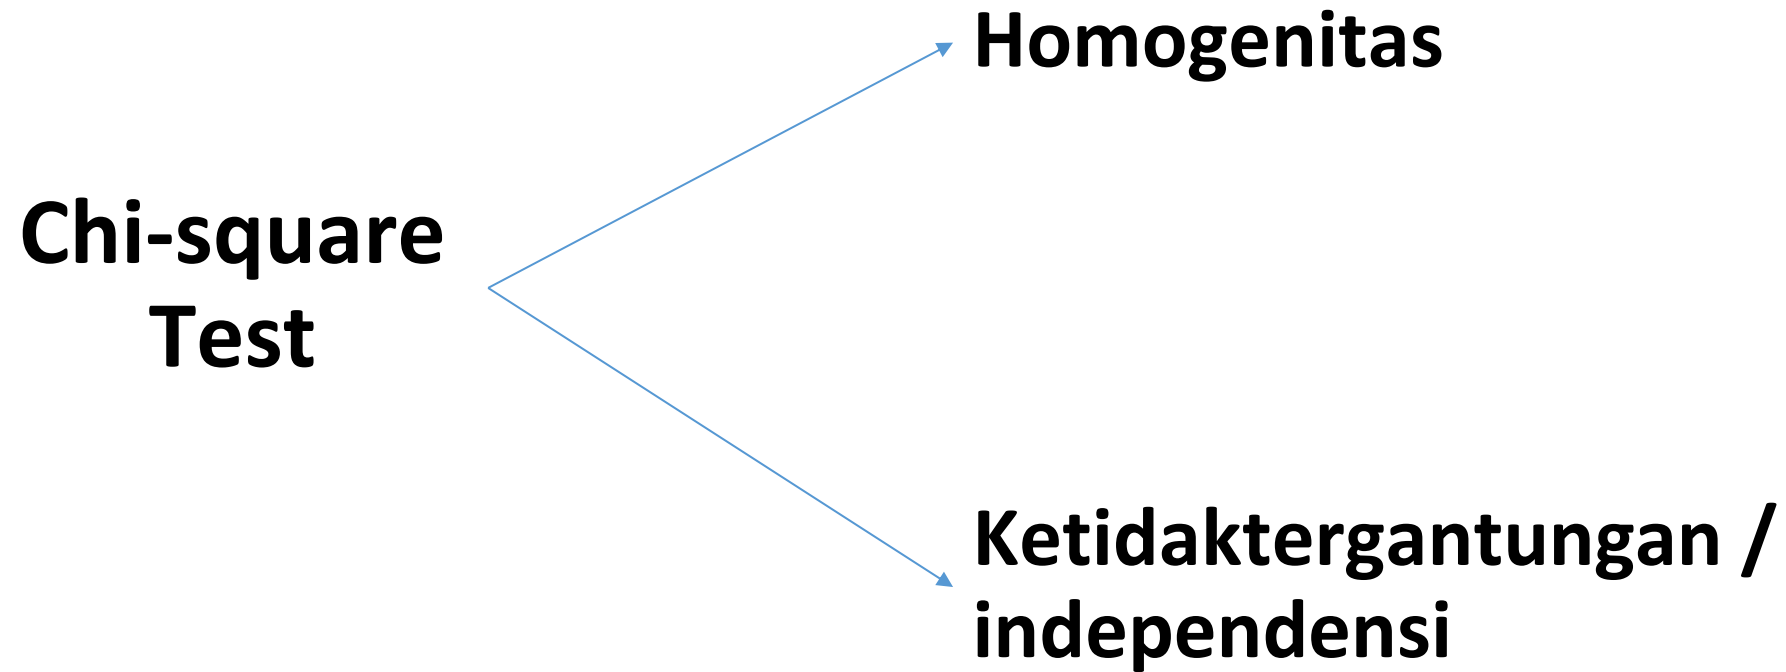 Homogenitas
Chi-square
Test
Ketidaktergantungan /
independensi